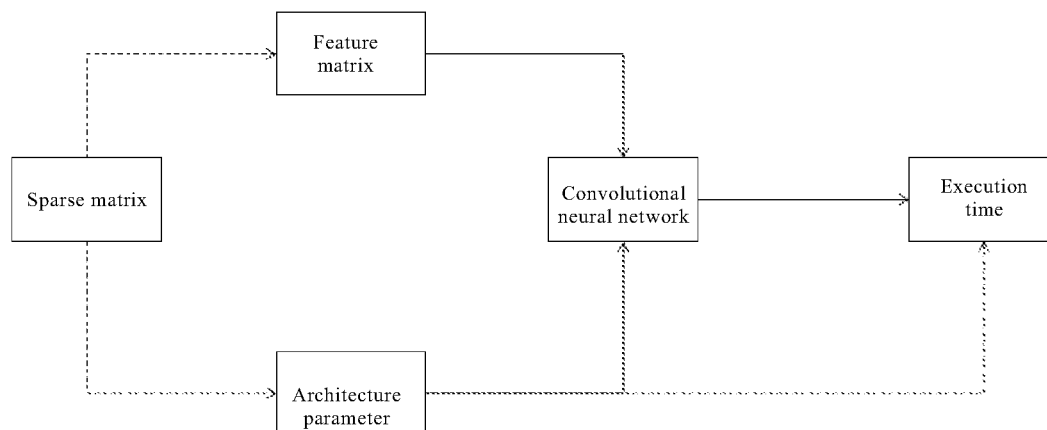 Feature
matrix
Sparse matrix
Convolutional
neural network
Execution
time
Architecture
parameter